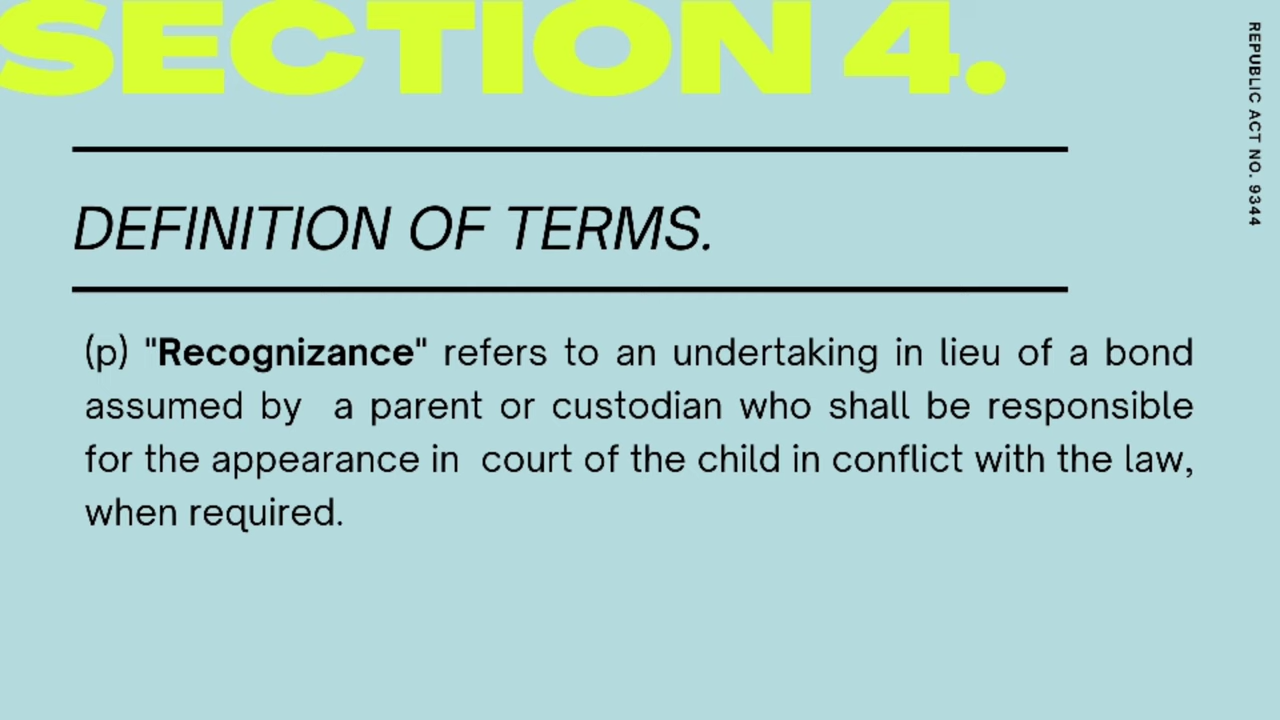 SECTION 4.
REPUBLIC ACT NO. 9344
DEFINITION OF TERMS.
(p) "Recognizance" refers to an undertaking in lieu of a bond
assumed by a parent or custodian who shall be responsible
for the appearance in court of the child in conflict with the law,
when required.